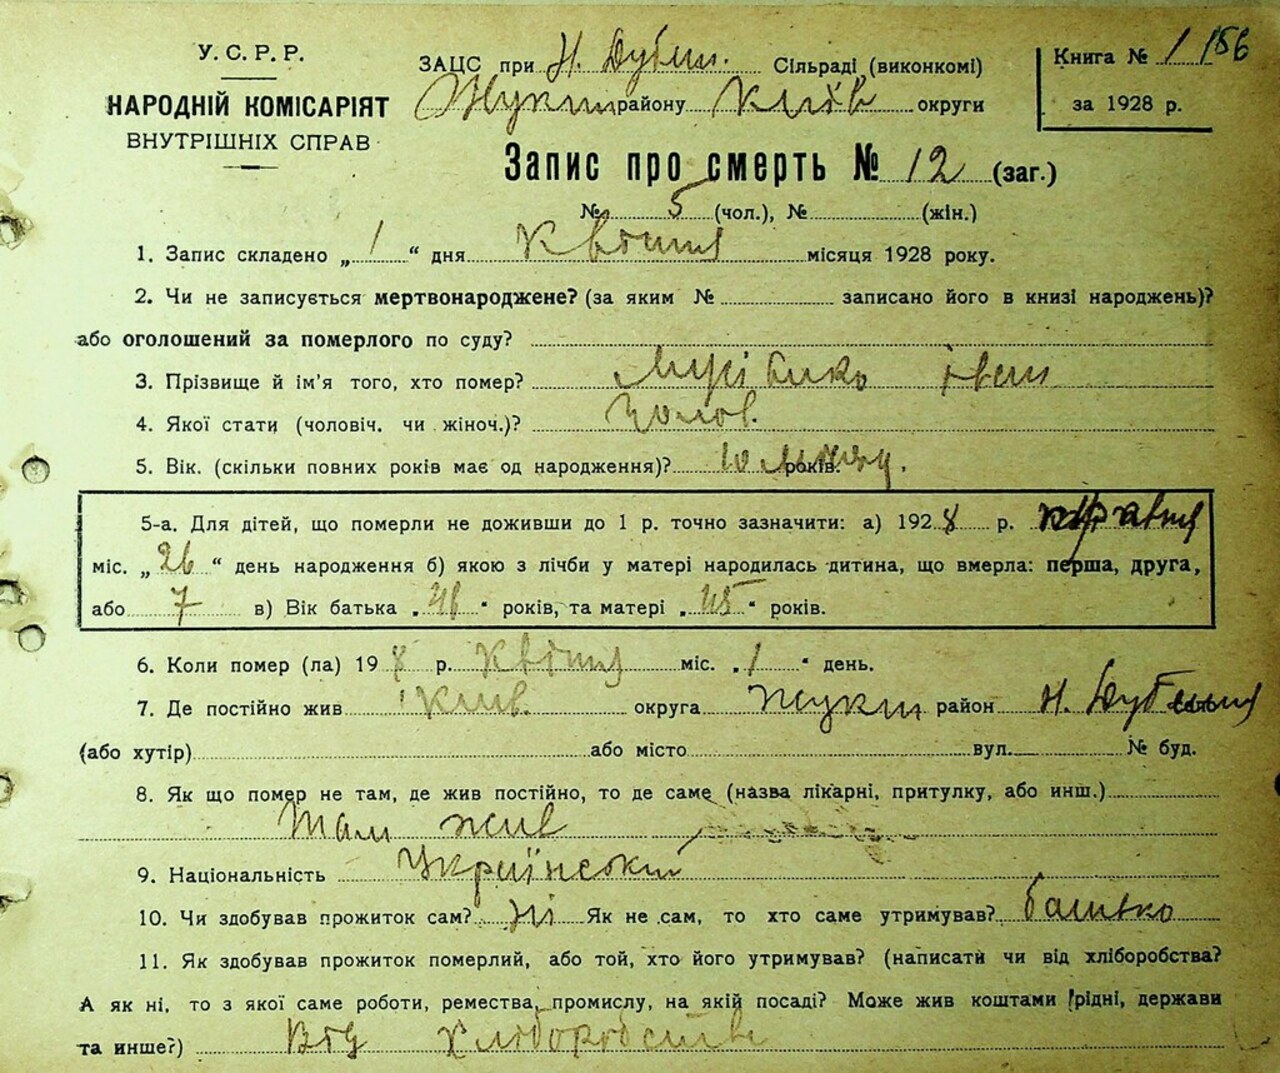 У. С. Р. Р.
НАРОДНІЙ КОМІСАРІЯТ
ВНУТРІШНІХ СПРАВ
ЗАЦС при Н. Дубеч. Сільраді (виконкомі)
Жукин району Київ округи
Книга № 1 156
за 1928 р.
Запис про смерть № 12 (заг.)
№ 5 (чол.), № (жін.)
1. Запис складено „ 1 “ дня Квітня місяця 1928 року.
2. Чи не записується мертвонароджене? (за яким № записано його в книзі народжень)?
або оголошений за померлого по суду?
3. Прізвище й ім’я того, хто помер? Іван
4. Якої стати (чоловіч. чи жіноч.)? Чолов.
5. Вік. (скільки повних років має од народження)? 10 років.
5-а. Для дітей, що померли не доживши до 1 р. точно зазначити: а) 1928 р.
міс. „ 26 “ день народження б) якою з лічби у матері народилась дитина, що вмерла: перша, друга,
або 7 в) Вік батька „ 46 “ років, та матері „ 45 “ років.
6. Коли помер (ла) 19 8 р. Квітня міс. „ 1 “ день.
7. Де постійно жив Київ. округа Жукин район Н. Дубечня
(або хутір) або місто вул. № буд.
8. Як що помер не там, де жив постійно, то де саме (назва лікарні, притулку, або инш.)
Там жив
9. Національність Український
10. Чи здобував прожиток сам? Ні Як не сам, то хто саме утримував? батько
11. Як здобував прожиток померлий, або той, хто його утримував? (написати чи від хліборобства?
А як ні, то з якої саме роботи, ремества, промислу, на якій посаді? Може жив коштами рідні, держави
та инше?) Від хліборобства